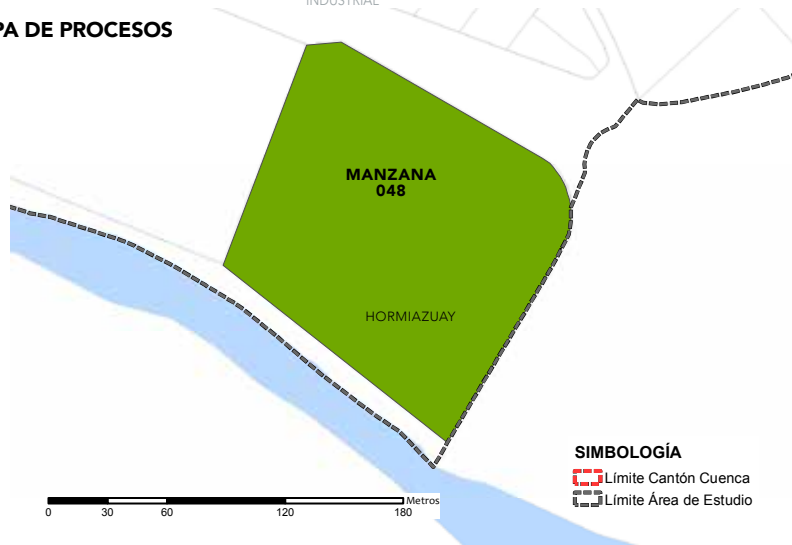 INDUSTRIAL
PA DE PROCESOS
MANZANA
048
HORMIAZUAY
SIMBOLOGÍA
Límite Cantón Cuenca
Límite Área de Estudio
Metros
0 30 60 120 180